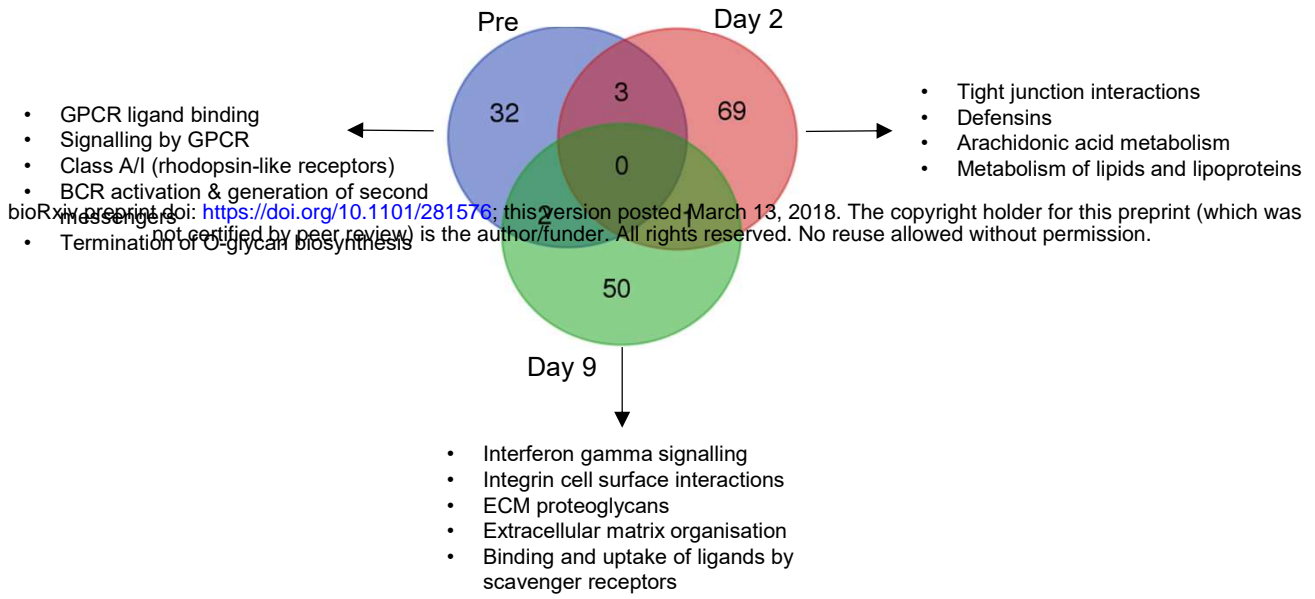 Pre
Day 2
32
3
69
0
2
1
50
Day 9
• GPCR ligand binding
• Signalling by GPCR
• Class A/I (rhodopsin-like receptors)
• BCR activation & generation of second
messengers
• Termination of O-glycan biosynthesis
• Tight junction interactions
• Defensins
• Arachidonic acid metabolism
• Metabolism of lipids and lipoproteins
bioRxiv preprint doi: https://doi.org/10.1101/281576; this version posted March 13, 2018. The copyright holder for this preprint (which was
not certified by peer review) is the author/funder. All rights reserved. No reuse allowed without permission.
• Interferon gamma signalling
• Integrin cell surface interactions
• ECM proteoglycans
• Extracellular matrix organisation
• Binding and uptake of ligands by
scavenger receptors